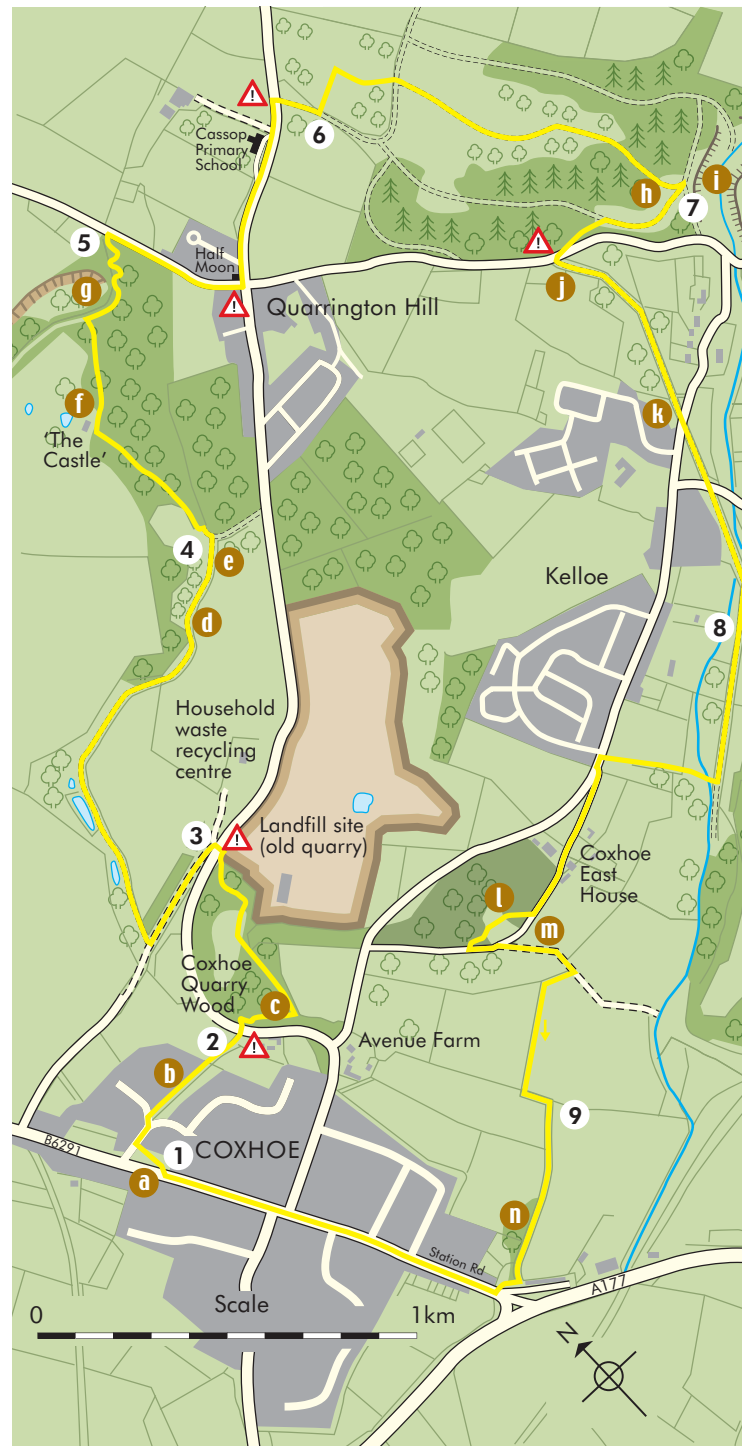 !
Cassop
Primary
School
6
h
i
7
5
!
Half
Moon
g
!
Quarrington Hill
j
f
k
'The
Castle'
4
e
Kelloe
d
8
Household
waste
recycling
centre
3
!
Landfill site
(old quarry)
Coxhoe
East
House
l
m
Coxhoe
Quarry
Wood
c
2
!
Avenue Farm
b
9
B6291
1
COXHOE
a
n
Station Rd
A177
Scale
0
1km
N